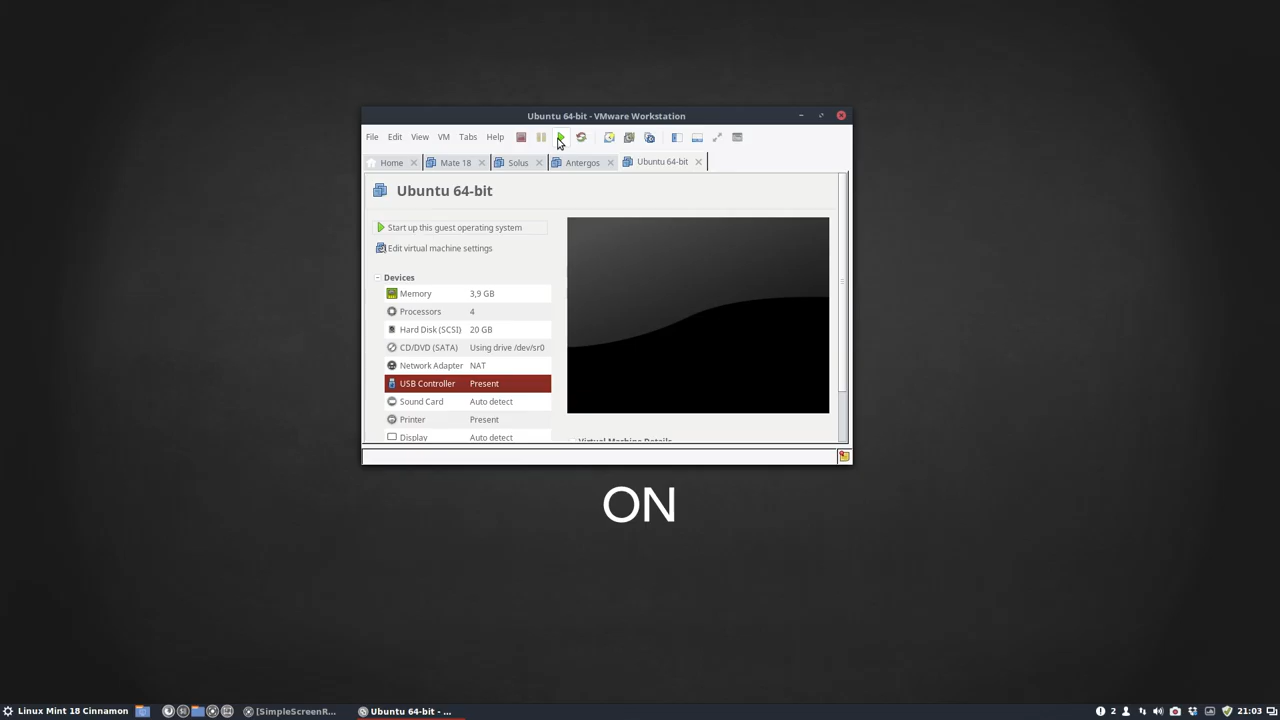 Ubuntu 64-bit - VMware Workstation
File Edit View VM Tabs Help
Home Mate 18 Solus Antergos Ubuntu 64-bit
Ubuntu 64-bit
Start up this guest operating system
Edit virtual machine settings
Devices
Memory 3,9 GB
Processors 4
Hard Disk (SCSI) 20 GB
CD/DVD (SATA) Using drive /dev/sr0
Network Adapter NAT
USB Controller Present
Sound Card Auto detect
Printer Present
Display Auto detect
Virtual Machine Details
ON
Linux Mint 18 Cinnamon [SimpleScreenR... Ubuntu 64-bit - ... 2 21:03